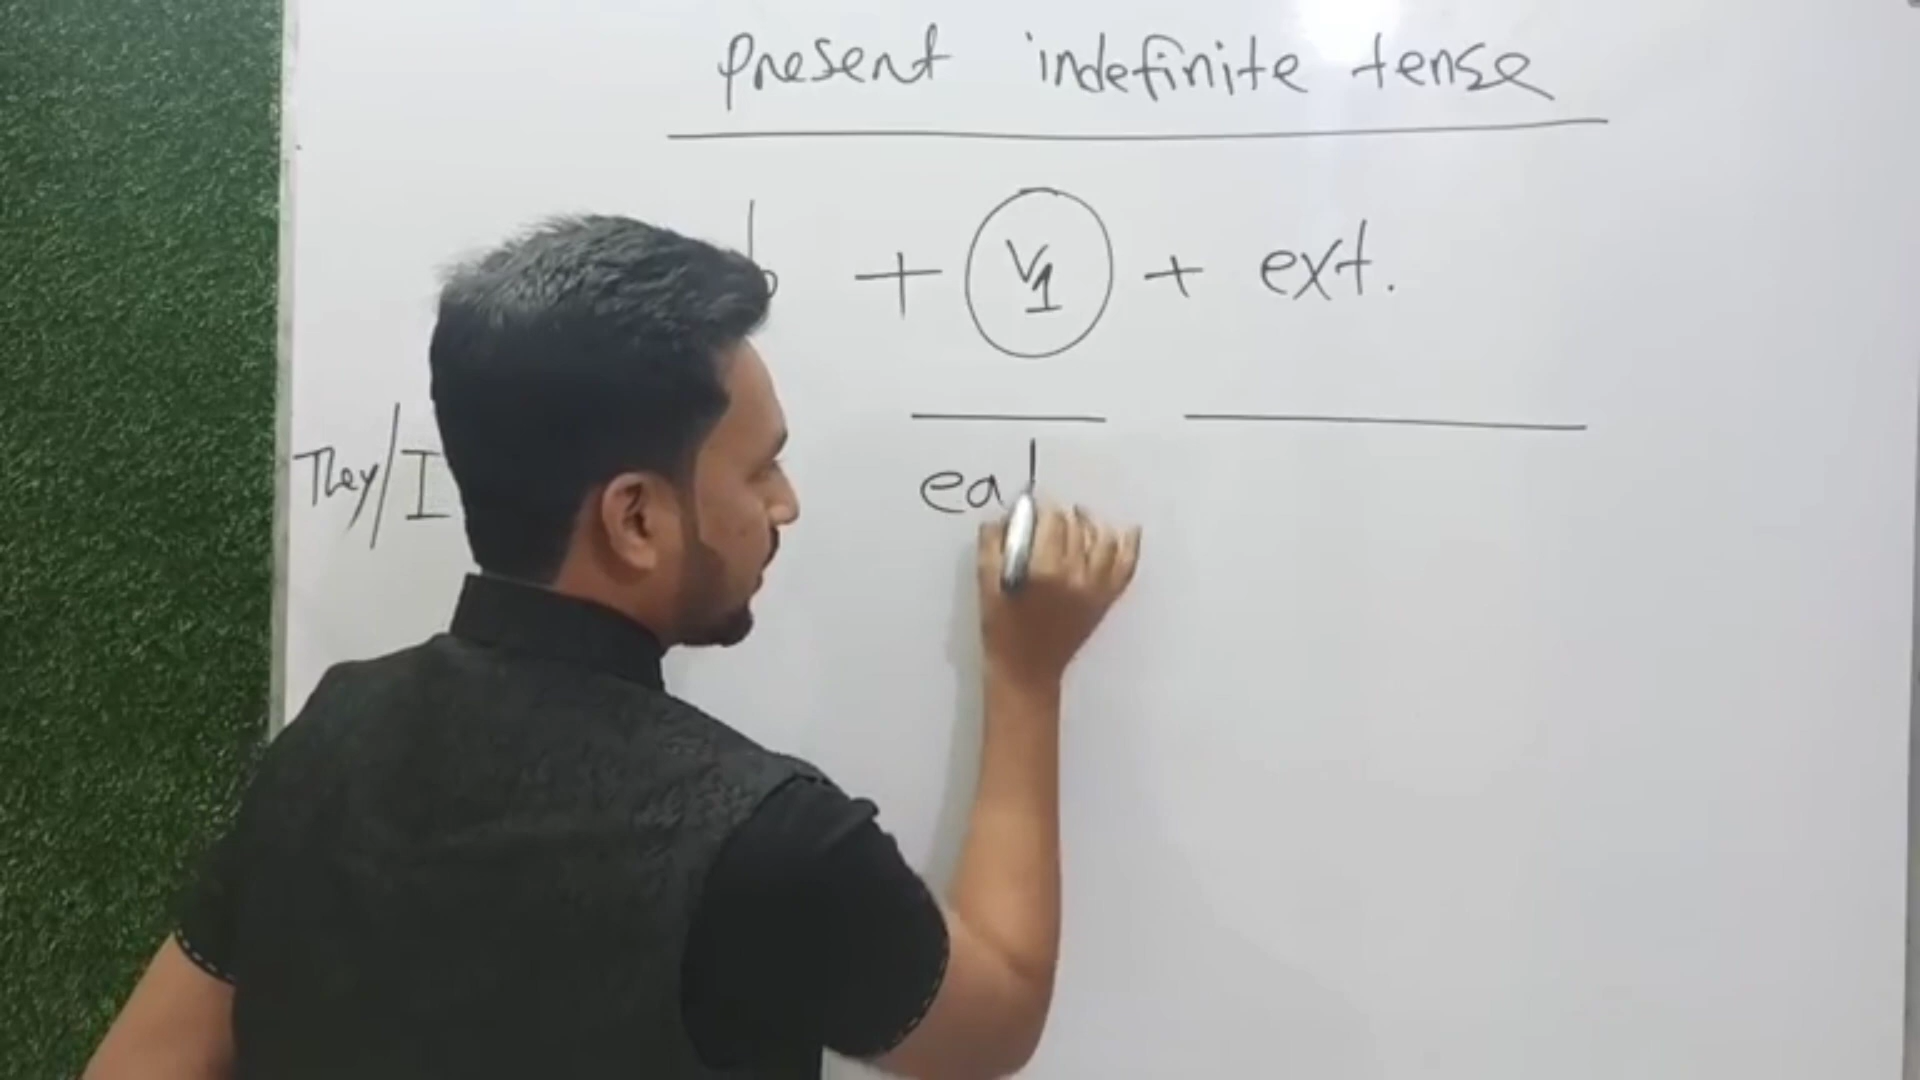 present indefinite tense
+ V1 + ext.
They/I ea